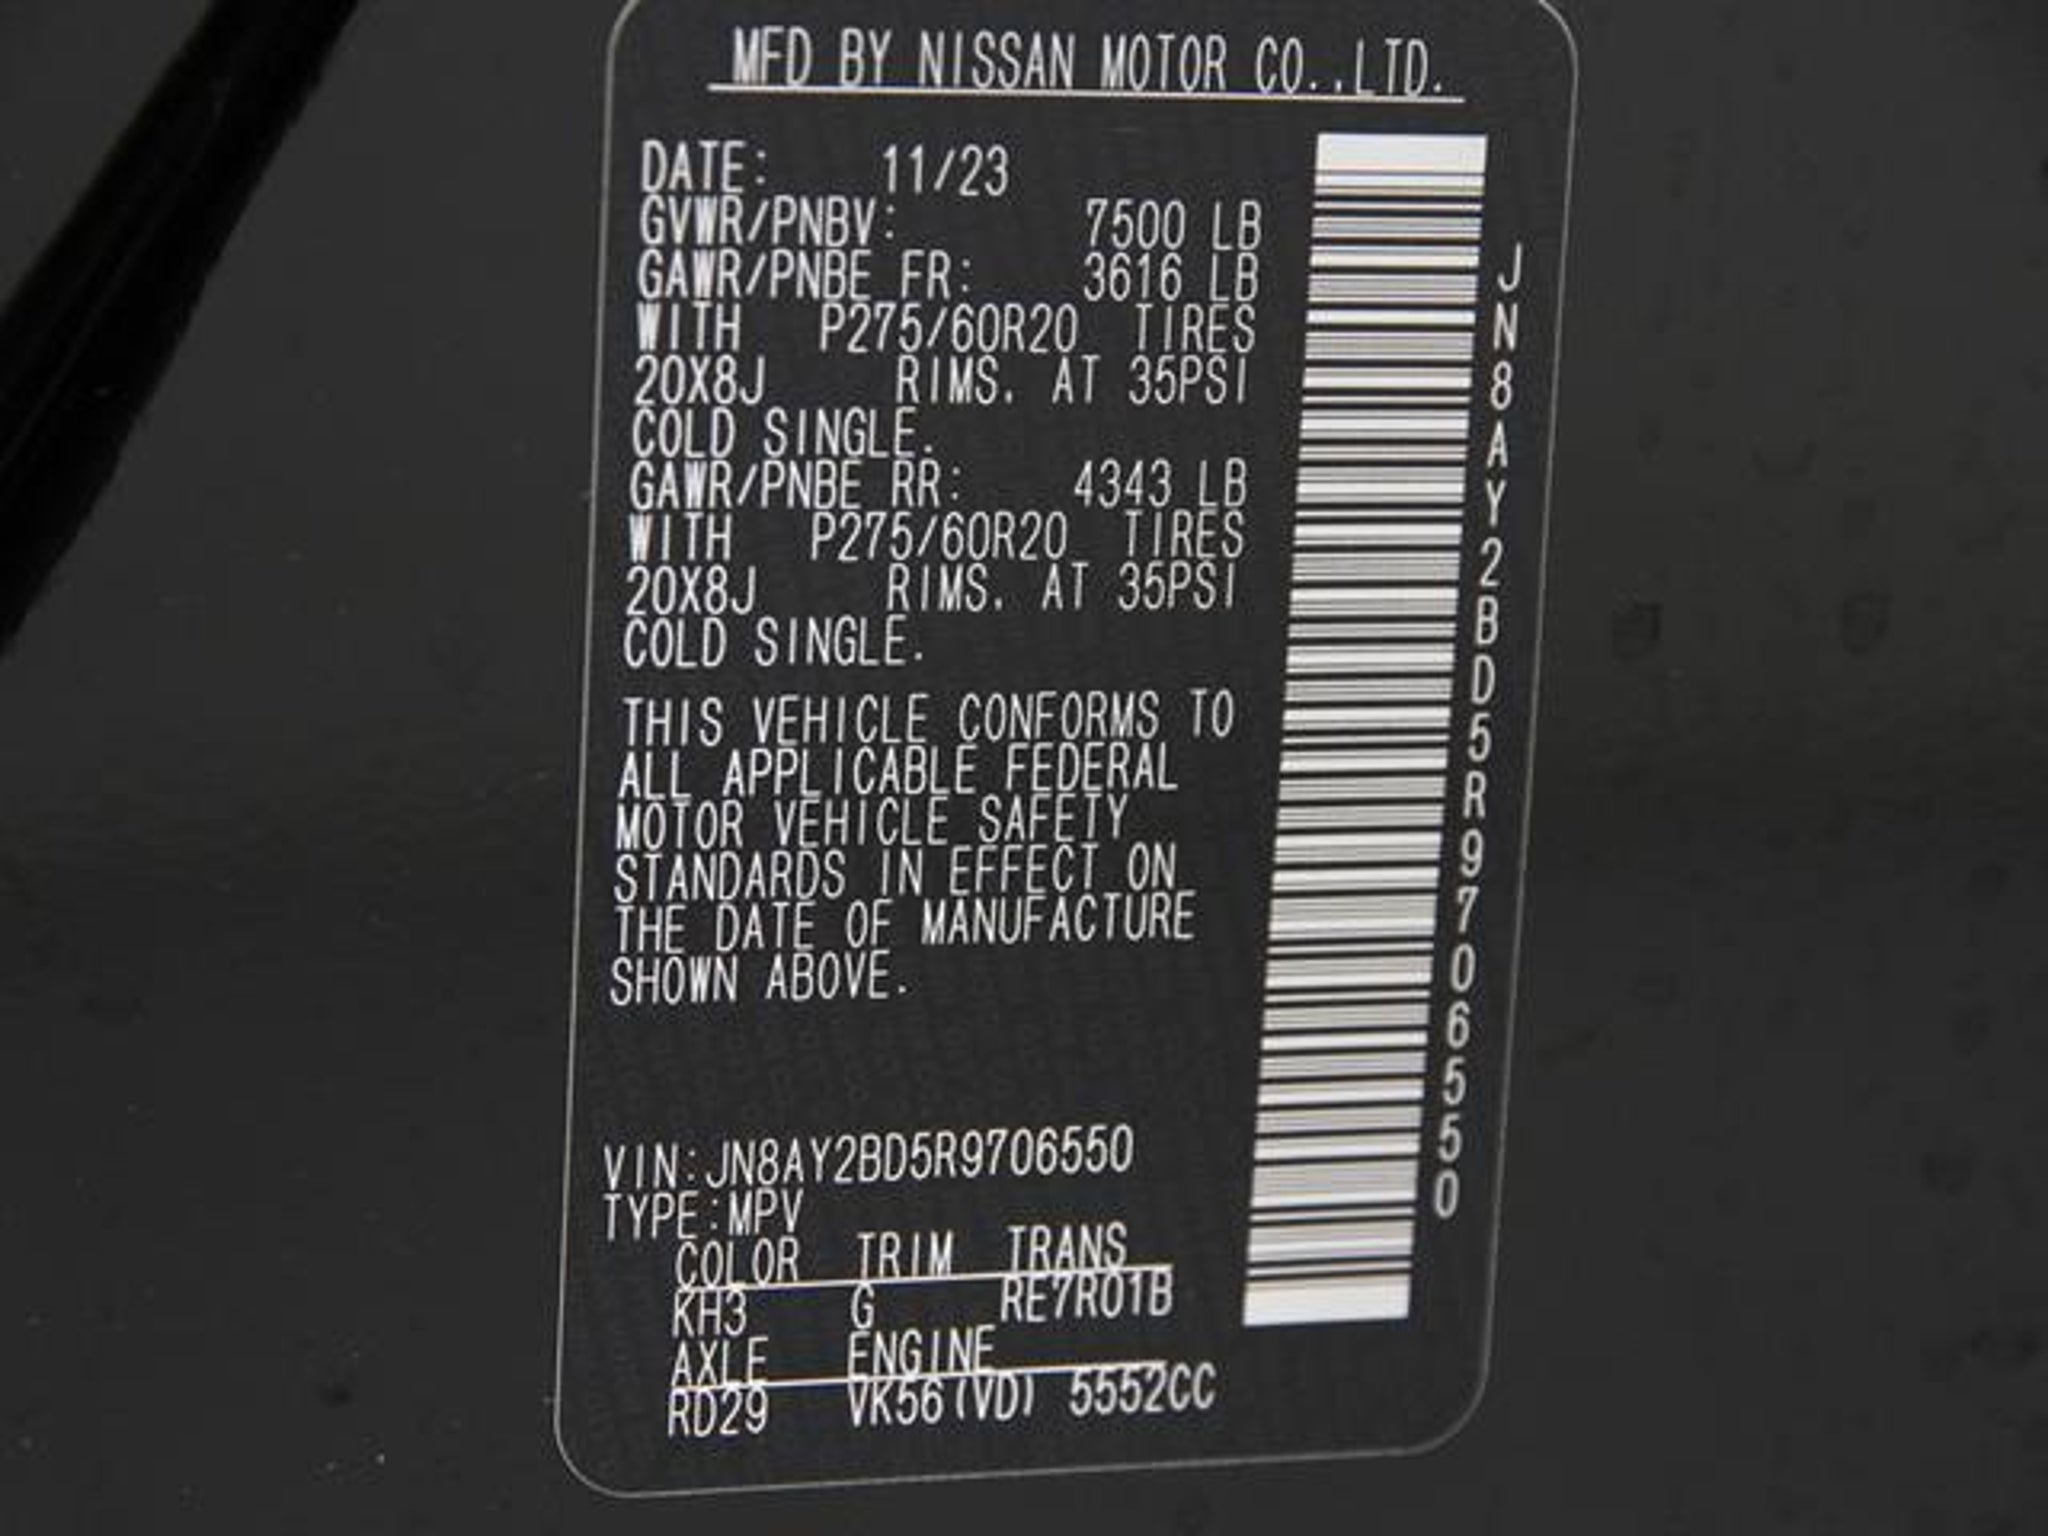 MFD BY NISSAN MOTOR CO.,LTD.
DATE: 11/23
GVWR/PNBV: 7500 LB
GAWR/PNBE FR: 3616 LB
WITH P275/60R20 TIRES
20X8J RIMS. AT 35PSI
COLD SINGLE.
GAWR/PNBE RR: 4343 LB
WITH P275/60R20 TIRES
20X8J RIMS. AT 35PSI
COLD SINGLE.
THIS VEHICLE CONFORMS TO
ALL APPLICABLE FEDERAL
MOTOR VEHICLE SAFETY
STANDARDS IN EFFECT ON
THE DATE OF MANUFACTURE
SHOWN ABOVE.
VIN:JN8AY2BD5R9706550
TYPE:MPV
COLOR TRIM TRANS
KH3 G RE7R01B
AXLE ENGINE
RD29 VK56(VD) 5552CC
JN8AY2BD5R9706550